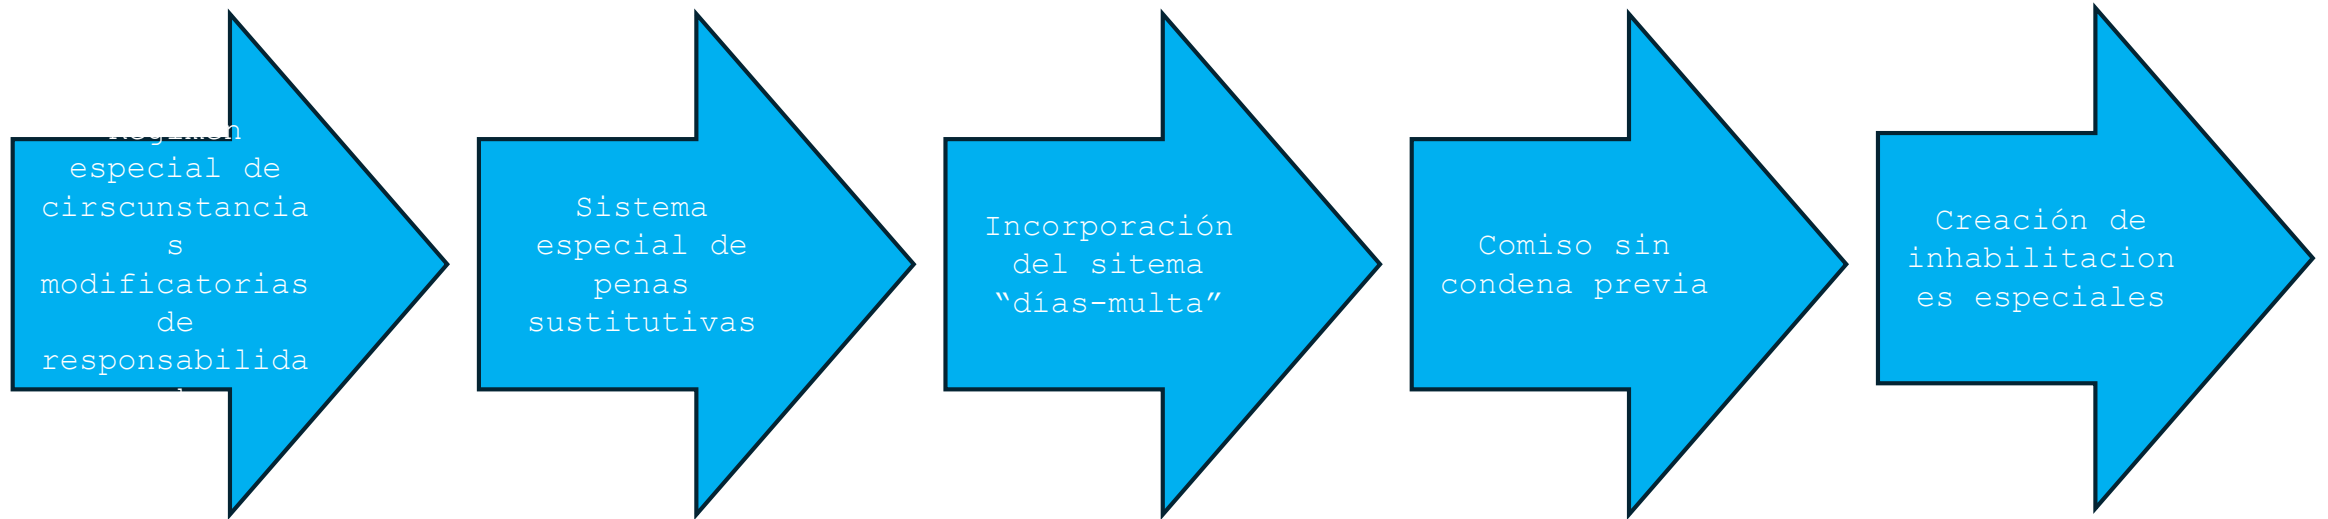 Régimen
especial de
cirscunstancia
s
modificatorias
de
responsabilida
Sistema
especial de
penas
sustitutivas
Incorporación
del sitema
“días-multa”
Comiso sin
condena previa
Creación de
inhabilitacion
es especiales